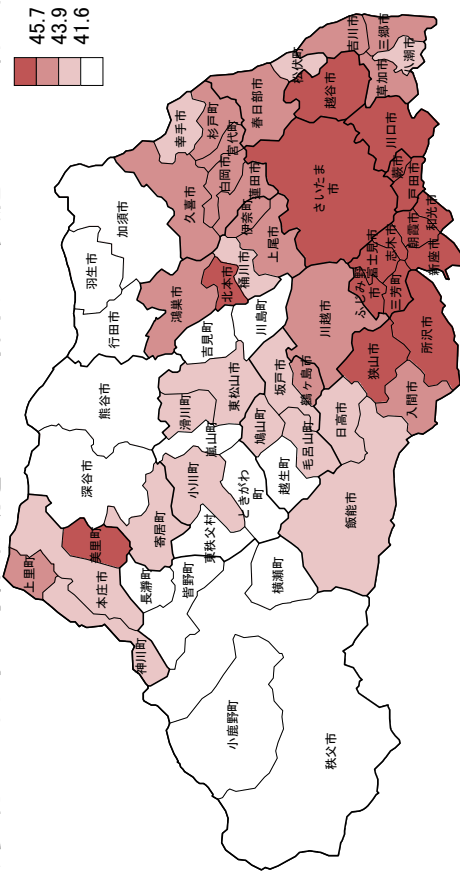 45.7
43.9
41.6
上里町
本庄市
神川町
美里町
深谷市
熊谷市
行田市
羽生市
加須市
寄居町
長瀞町
皆野町
小鹿野町
秩父市
横瀬町
東秩父村
小川町
ときがわ
町
嵐山町
滑川町
東松山市
吉見町
鴻巣市
北本市
桶川市
川島町
久喜市
幸手市
杉戸町
宮代町
白岡市
蓮田市
伊奈町
上尾市
春日部市
松伏町
越谷市
吉川市
三郷市
草加市
八潮市
さいたま
市
川口市
蕨市
戸田市
和光市
朝霞市
新座市
志木市
富士見市
ふじみ野
市
三芳町
川越市
坂戸市
鶴ヶ島市
鳩山町
毛呂山町
越生町
日高市
飯能市
狭山市
入間市
所沢市